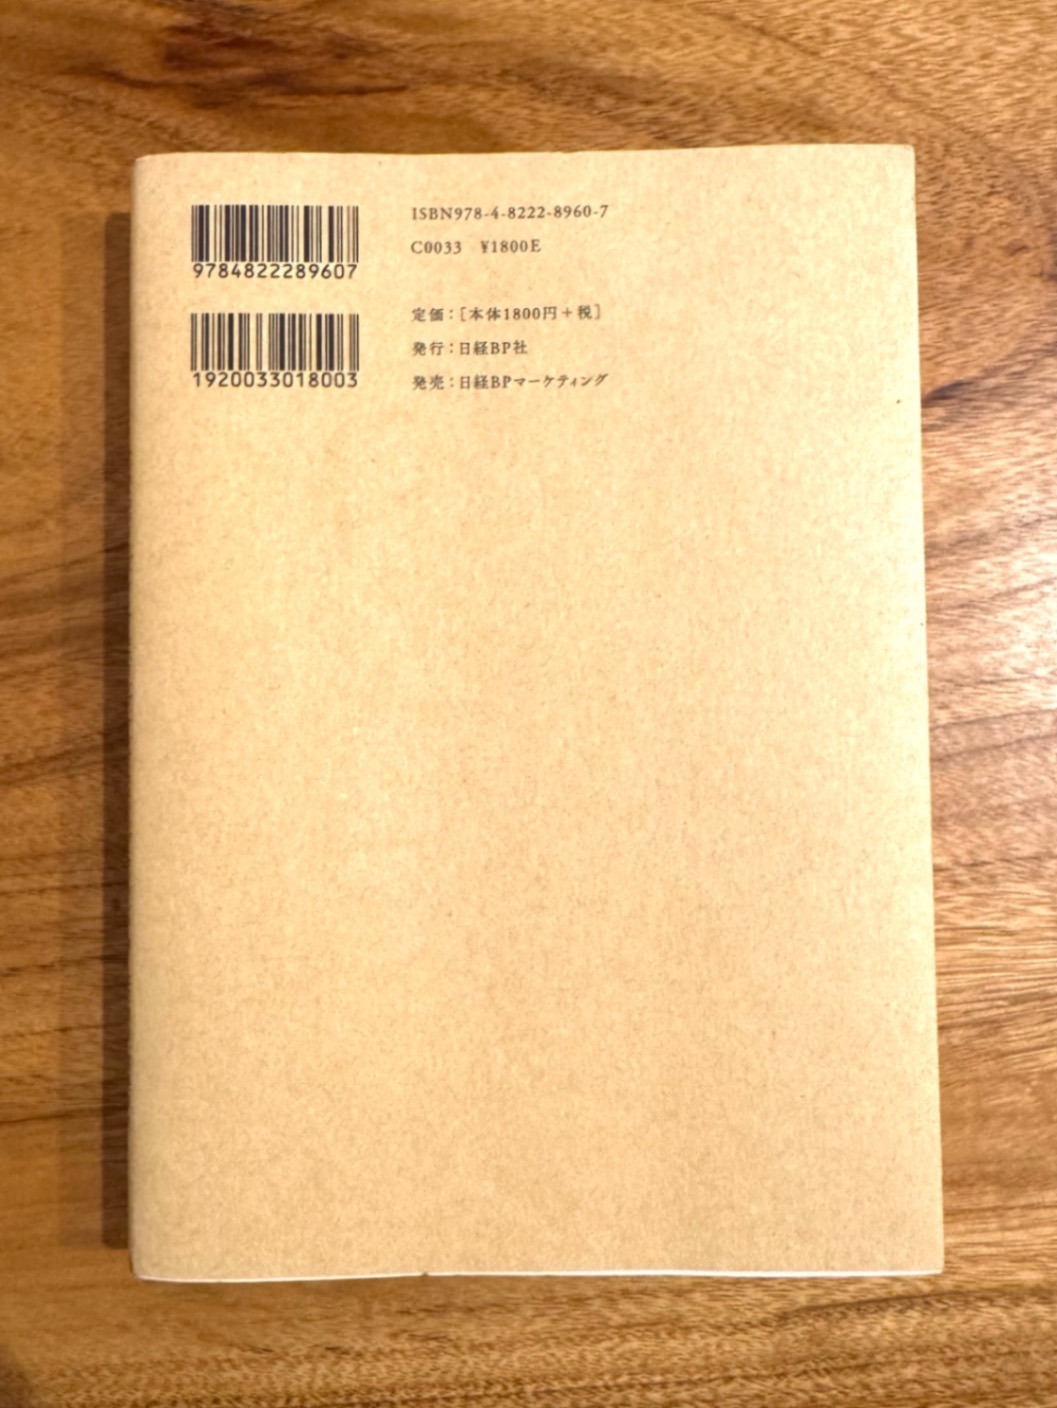 9784822289607
1920033018003
ISBN978-4-8222-8960-7
C0033 ¥1800E
定価：［本体1800円＋税］
発行：日経BP社
発売：日経BPマーケティング